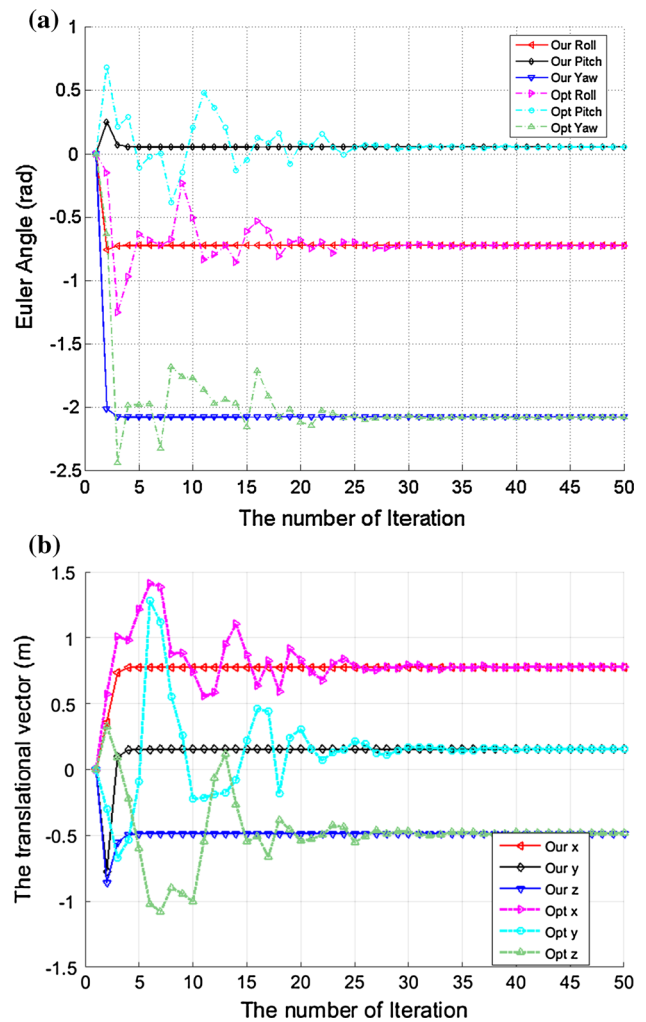 (a)
1
0.5
0
-0.5
-1
-1.5
-2
-2.5
Euler Angle (rad)
Our Roll
Our Pitch
Our Yaw
Opt Roll
Opt Pitch
Opt Yaw
0 5 10 15 20 25 30 35 40 45 50
The number of Iteration
(b)
1.5
1
0.5
0
-0.5
-1
-1.5
The translational vector (m)
Our x
Our y
Our z
Opt x
Opt y
Opt z
0 5 10 15 20 25 30 35 40 45 50
The number of Iteration